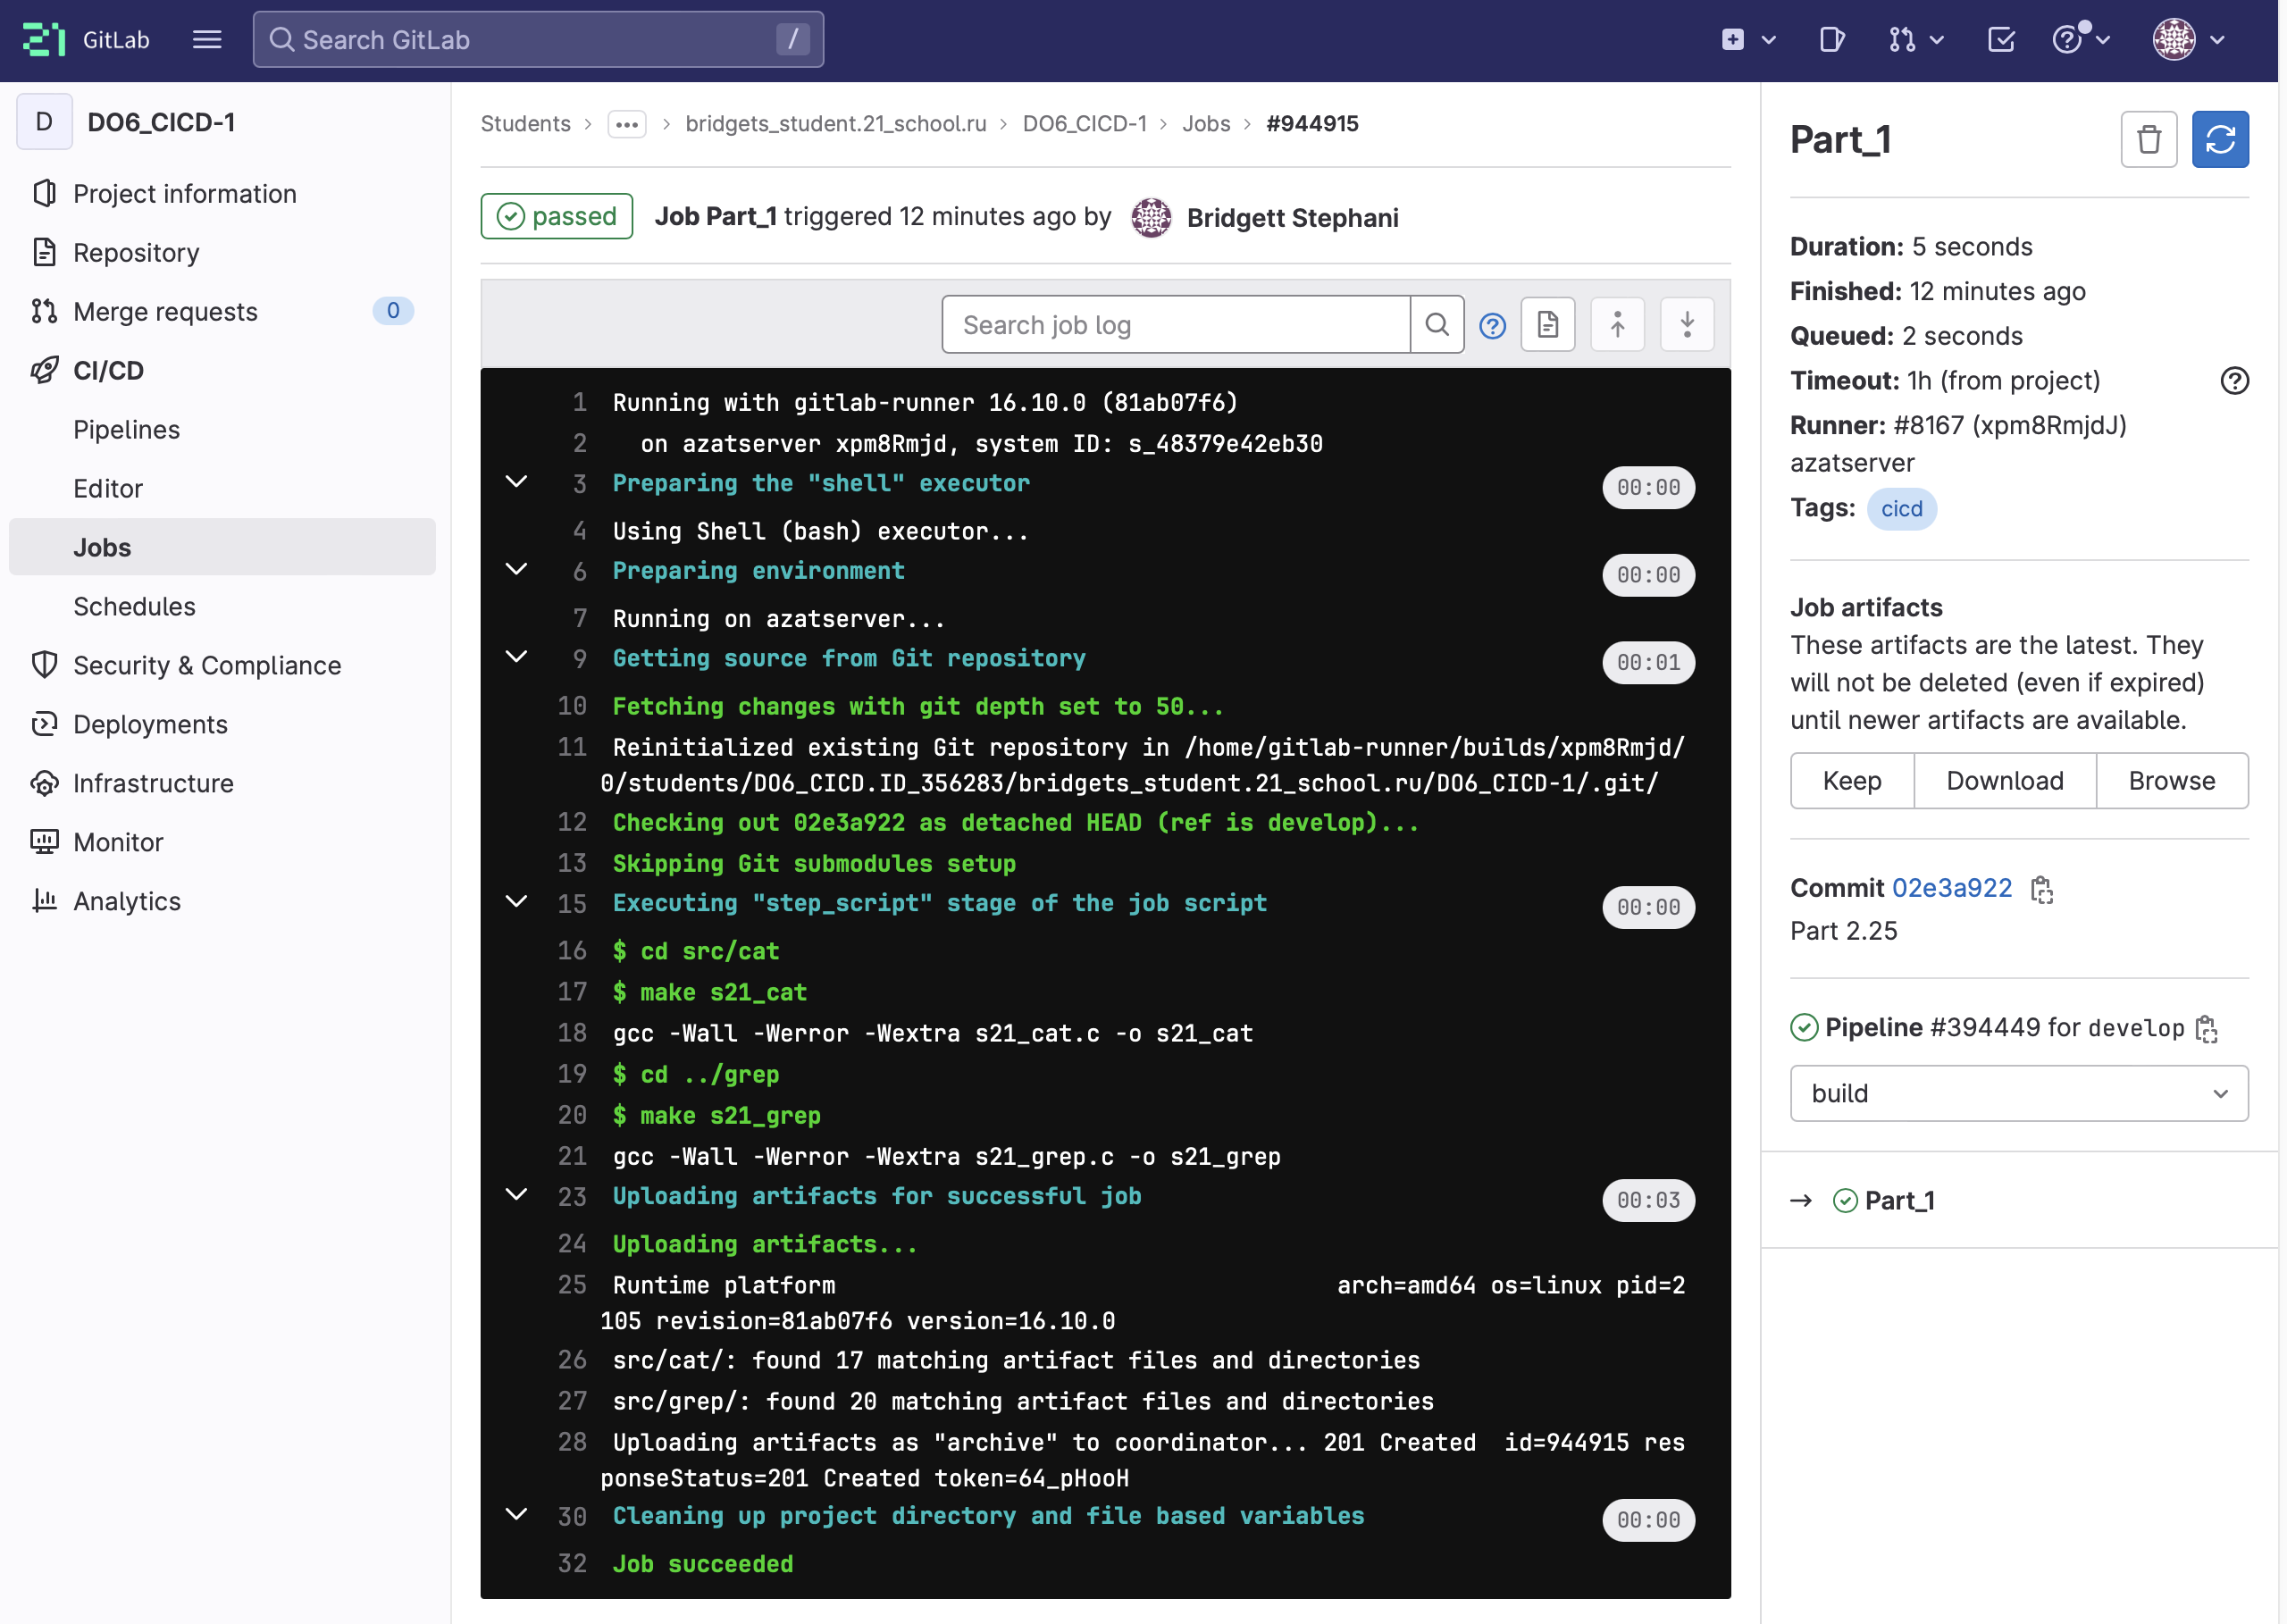 GitLab
Search GitLab
/
D
DO6_CICD-1
Project information
Repository
Merge requests
0
CI/CD
Pipelines
Editor
Jobs
Schedules
Security & Compliance
Deployments
Infrastructure
Monitor
Analytics
Students > ... > bridgets_student.21_school.ru > DO6_CICD-1 > Jobs > #944915
passed Job Part_1 triggered 12 minutes ago by Bridgett Stephani
Search job log
1 Running with gitlab-runner 16.10.0 (81ab07f6)
2   on azatserver xpm8Rmjd, system ID: s_48379e42eb30
3 Preparing the "shell" executor 00:00
4 Using Shell (bash) executor...
6 Preparing environment 00:00
7 Running on azatserver...
9 Getting source from Git repository 00:01
10 Fetching changes with git depth set to 50...
11 Reinitialized existing Git repository in /home/gitlab-runner/builds/xpm8Rmjd/
0/students/DO6_CICD.ID_356283/bridgets_student.21_school.ru/DO6_CICD-1/.git/
12 Checking out 02e3a922 as detached HEAD (ref is develop)...
13 Skipping Git submodules setup
15 Executing "step_script" stage of the job script 00:00
16 $ cd src/cat
17 $ make s21_cat
18 gcc -Wall -Werror -Wextra s21_cat.c -o s21_cat
19 $ cd ../grep
20 $ make s21_grep
21 gcc -Wall -Werror -Wextra s21_grep.c -o s21_grep
23 Uploading artifacts for successful job 00:03
24 Uploading artifacts...
25 Runtime platform                                    arch=amd64 os=linux pid=2
105 revision=81ab07f6 version=16.10.0
26 src/cat/: found 17 matching artifact files and directories
27 src/grep/: found 20 matching artifact files and directories
28 Uploading artifacts as "archive" to coordinator... 201 Created  id=944915 res
ponseStatus=201 Created token=64_pHooH
30 Cleaning up project directory and file based variables 00:00
32 Job succeeded
Part_1
Duration: 5 seconds
Finished: 12 minutes ago
Queued: 2 seconds
Timeout: 1h (from project)
Runner: #8167 (xpm8RmjdJ)
azatserver
Tags: cicd
Job artifacts
These artifacts are the latest. They
will not be deleted (even if expired)
until newer artifacts are available.
Keep Download Browse
Commit 02e3a922
Part 2.25
Pipeline #394449 for develop
build
→ Part_1